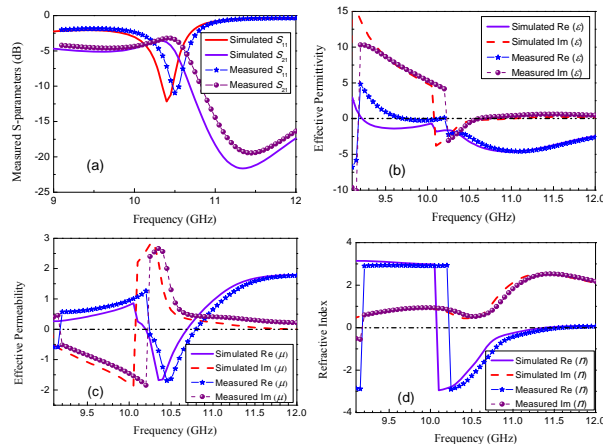 Measured S-parameters (dB)
0
-5
-10
-15
-20
25
9
10
11
12
Frequency (GHz)
(a)
Simulated S11
Simulated S21
Measured S11
Measured S21
Effective Permittivity
15
10
5
0
-5
-10
9.5
10.0
10.5
11.0
11.5
12.0
Frequency (GHz)
(b)
Simulated Re (ε)
Simulated Im (ε)
Measured Re (ε)
Measured Im (ε)
Effective Permeability
3
2
1
0
-1
-2
9.5
10.0
10.5
11.0
11.5
12.0
Frequency (GHz)
(c)
Simulated Re (μ)
Simulated Im (μ)
Measured Re (μ)
Measured Im (μ)
Refractive Index
3
0
-3
9.5
10.0
10.5
11.0
11.5
12.0
Frequency (GHz)
(d)
Simulated Re (n)
Simulated Im (n)
Measured Re (n)
Measured Im (n)